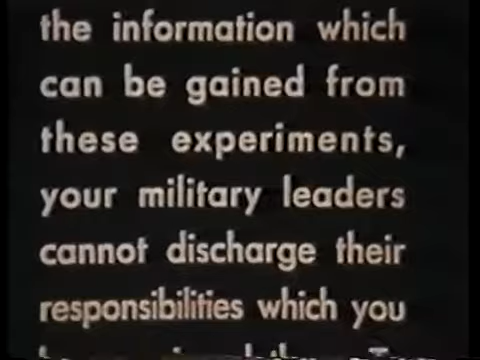 the information which
can be gained from
these experiments,
your military leaders
cannot discharge their
responsibilities which you